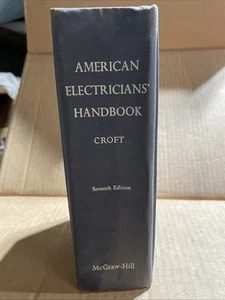 AMERICAN
ELECTRICIANS'
HANDBOOK
CROFT
Seventh Edition
McGraw-Hill